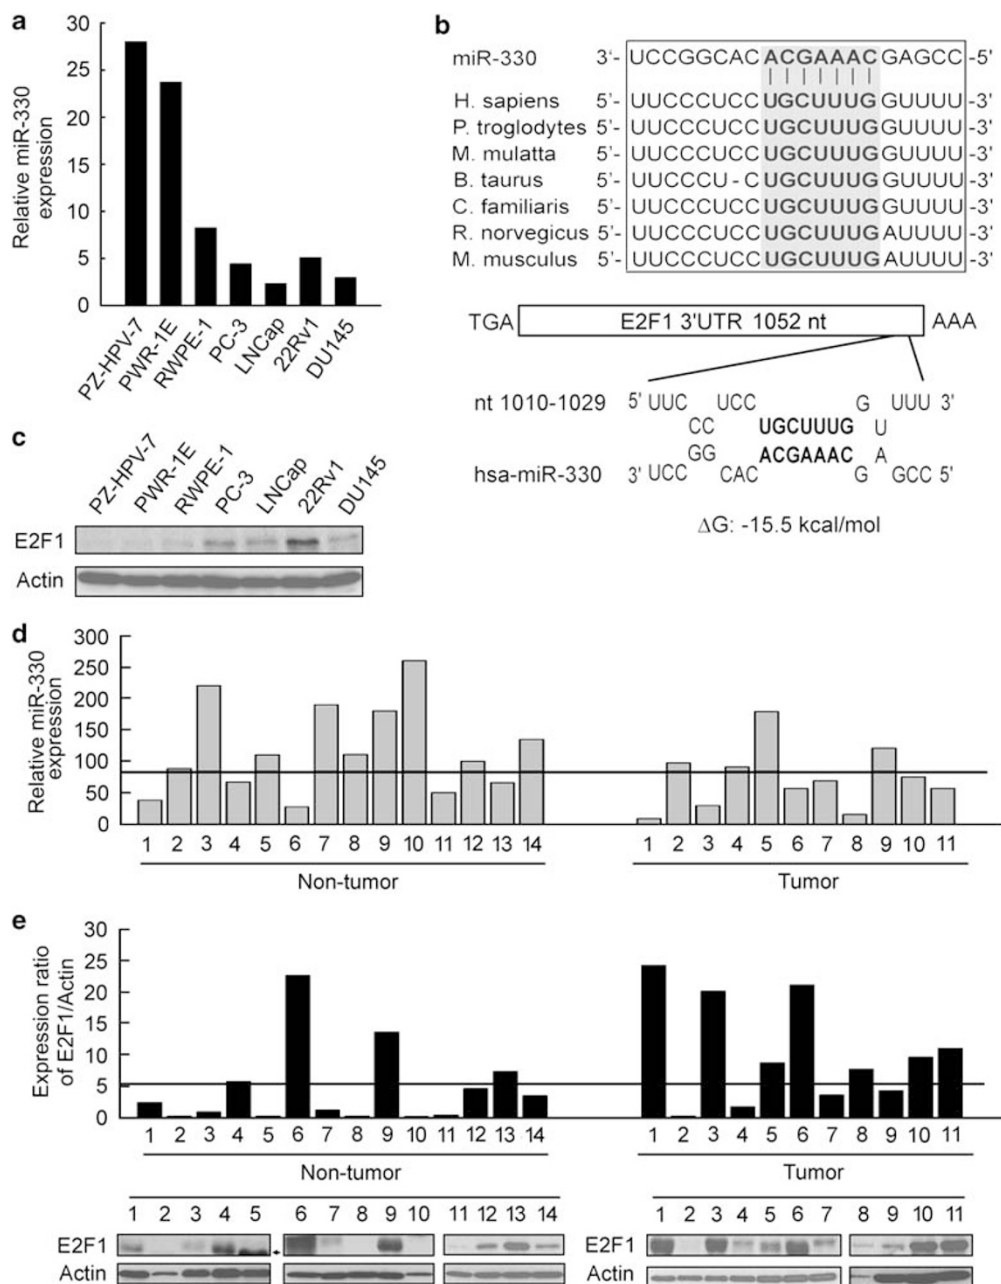 a
Relative miR-330
expression
30
25
20
15
10
5
0
PZ-HPV-7
PWR-1E
RWPE-1
PC-3
LNCap
22Rv1
DU145
b
miR-330 3‘- UCCGGCAC ACGAAAC GAGCC -5'
H. sapiens 5'- UUCCCUCC UGCUUUG GUUUU -3'
P. troglodytes 5'- UUCCCUCC UGCUUUG GUUUU -3'
M. mulatta 5'- UUCCCUCC UGCUUUG GUUUU -3'
B. taurus 5'- UUCCCU - C UGCUUUG GUUUU -3'
C. familiaris 5'- UUCCCUCC UGCUUUG GUUUU -3'
R. norvegicus 5'- UUCCCUCC UGCUUUG AUUUU -3'
M. musculus 5'- UUCCCUCC UGCUUUG AUUUU -3'
TGA E2F1 3'UTR 1052 nt AAA
nt 1010-1029 5' UUC UCC G UUU 3'
CC UGCUUUG U
GG ACGAAAC A
hsa-miR-330 3' UCC CAC G GCC 5'
ΔG: -15.5 kcal/mol
c
PZ-HPV-7
PWR-1E
RWPE-1
PC-3
LNCap
22Rv1
DU145
E2F1
Actin
d
Relative miR-330
expression
300
250
200
150
100
50
0
1 2 3 4 5 6 7 8 9 10 11 12 13 14
Non-tumor
1 2 3 4 5 6 7 8 9 10 11
Tumor
e
Expression ratio
of E2F1/Actin
30
25
20
15
10
5
0
1 2 3 4 5 6 7 8 9 10 11 12 13 14
Non-tumor
1 2 3 4 5 6 7 8 9 10 11
Tumor
1 2 3 4 5 6 7 8 9 10 11 12 13 14
E2F1
Actin
1 2 3 4 5 6 7 8 9 10 11
E2F1
Actin